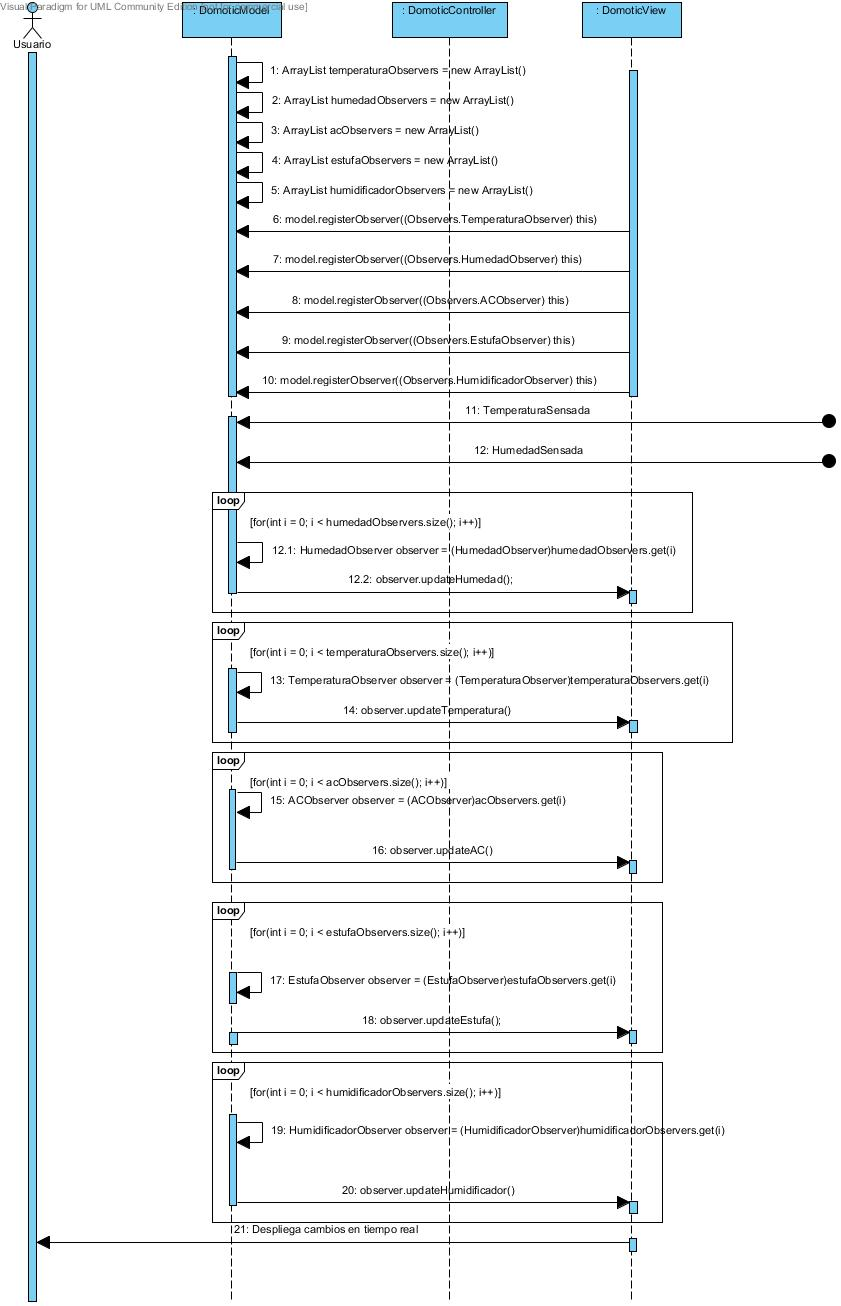 Visual Paradigm for UML Community Edition [not for commercial use]
Usuario
: DomoticModel
: DomoticController
: DomoticView
1: ArrayList temperaturaObservers = new ArrayList()
2: ArrayList humedadObservers = new ArrayList()
3: ArrayList acObservers = new ArrayList()
4: ArrayList estufaObservers = new ArrayList()
5: ArrayList humidificadorObservers = new ArrayList()
6: model.registerObserver((Observers.TemperaturaObserver) this)
7: model.registerObserver((Observers.HumedadObserver) this)
8: model.registerObserver((Observers.ACObserver) this)
9: model.registerObserver((Observers.EstufaObserver) this)
10: model.registerObserver((Observers.HumidificadorObserver) this)
11: TemperaturaSensada
12: HumedadSensada
loop
[for(int i = 0; i < humedadObservers.size(); i++)]
12.1: HumedadObserver observer = (HumedadObserver)humedadObservers.get(i)
12.2: observer.updateHumedad();
loop
[for(int i = 0; i < temperaturaObservers.size(); i++)]
13: TemperaturaObserver observer = (TemperaturaObserver)temperaturaObservers.get(i)
14: observer.updateTemperatura()
loop
[for(int i = 0; i < acObservers.size(); i++)]
15: ACObserver observer = (ACObserver)acObservers.get(i)
16: observer.updateAC()
loop
[for(int i = 0; i < estufaObservers.size(); i++)]
17: EstufaObserver observer = (EstufaObserver)estufaObservers.get(i)
18: observer.updateEstufa();
loop
[for(int i = 0; i < humidificadorObservers.size(); i++)]
19: HumidificadorObserver observer = (HumidificadorObserver)humidificadorObservers.get(i)
20: observer.updateHumidificador()
21: Despliega cambios en tiempo real